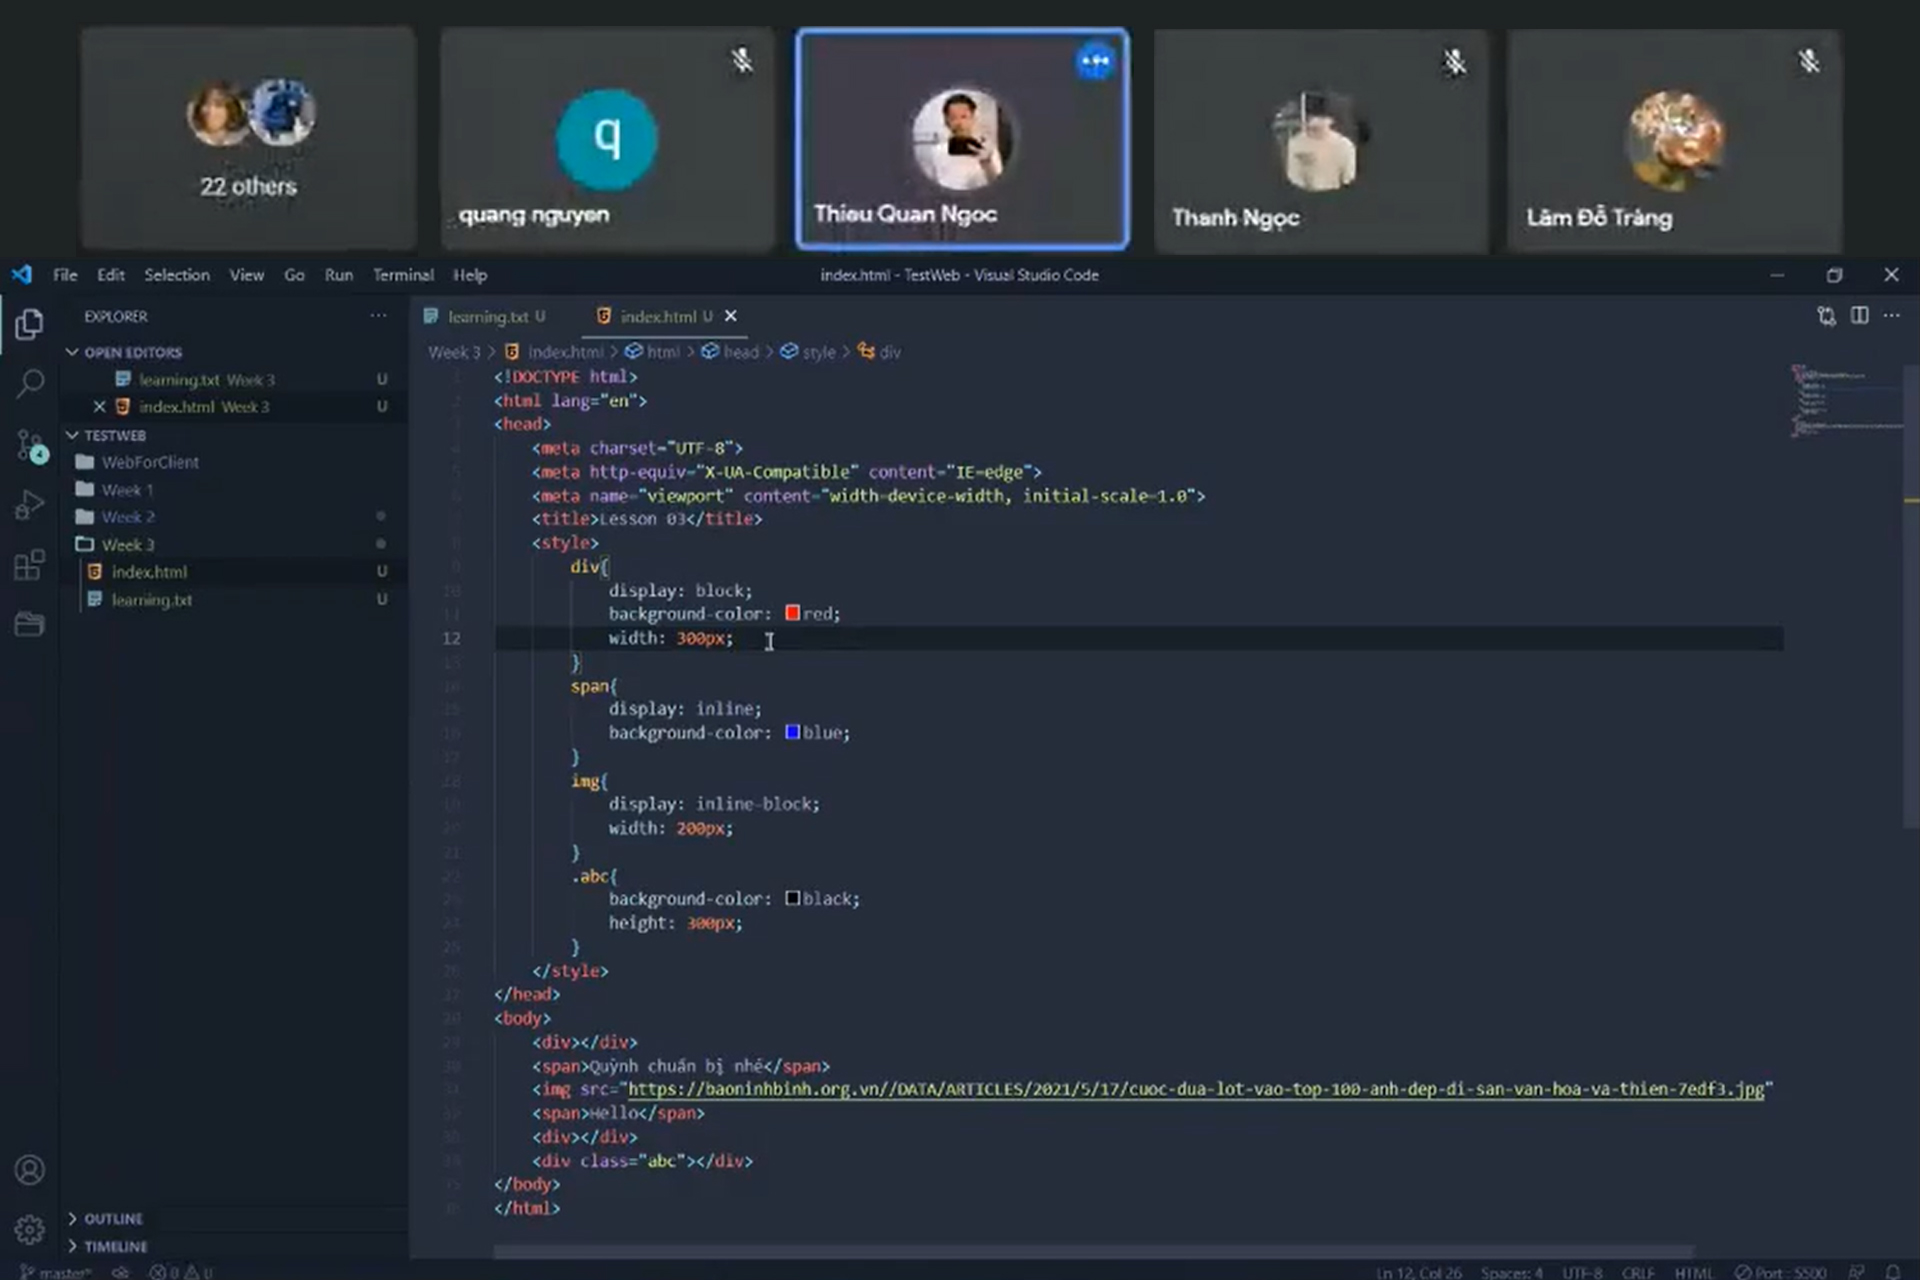 22 others
q
quang nguyen
Thieu Quan Ngoc
Thanh Ngọc
Lâm Đỗ Trảng
File Edit Selection View Go Run Terminal Help
index.html - TestWeb - Visual Studio Code
EXPLORER
OPEN EDITORS
learning.txt Week 3 U
index.html Week 3 U
TESTWEB
WebForClient
Week 1
Week 2
Week 3
index.html U
learning.txt U
OUTLINE
TIMELINE
4
learning.txt U
index.html U
Week 3 > index.html > html > head > style > div
<!DOCTYPE html>
<html lang="en">
<head>
<meta charset="UTF-8">
<meta http-equiv="X-UA-Compatible" content="IE=edge">
<meta name="viewport" content="width=device-width, initial-scale=1.0">
<title>Lesson 03</title>
<style>
div{
display: block;
background-color: red;
12 width: 300px;
}
span{
display: inline;
background-color: blue;
}
img{
display: inline-block;
width: 200px;
}
.abc{
background-color: black;
height: 300px;
}
</style>
</head>
<body>
<div></div>
<span>Quỳnh chuẩn bị nhé</span>
<img src="https://baoninhbinh.org.vn//DATA/ARTICLES/2021/5/17/cuoc-dua-lot-vao-top-100-anh-dep-di-san-van-hoa-va-thien-7edf3.jpg"
<span>Hello</span>
<div></div>
<div class="abc"></div>
</body>
</html>
master*
Ln 12, Col 26 Spaces: 4 UTF-8 CRLF HTML Port : 5500